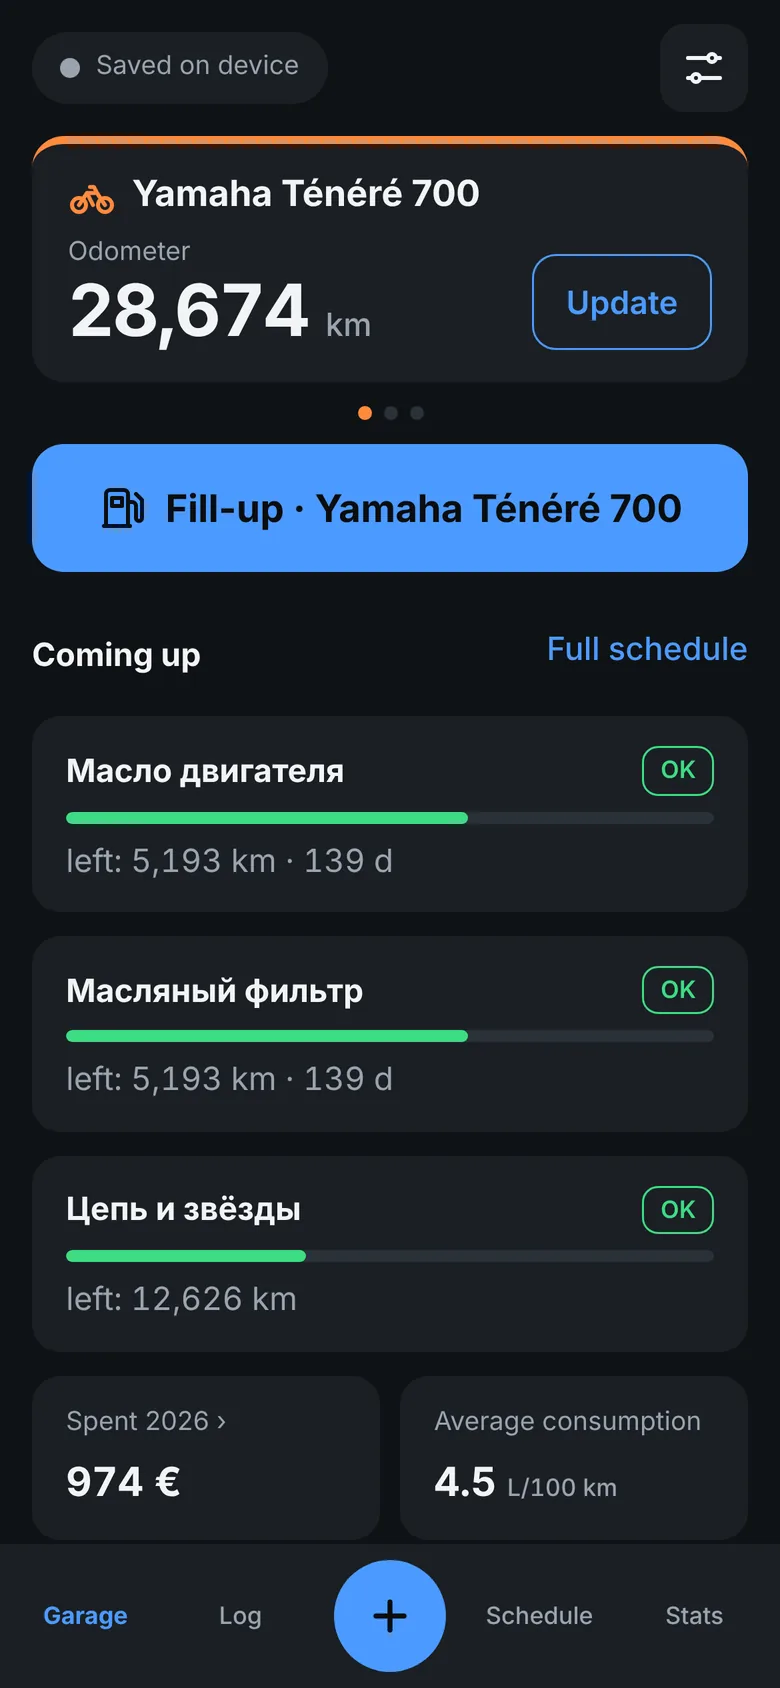 Saved on device
Yamaha Ténéré 700
Odometer
28,674 km
Update
Fill-up · Yamaha Ténéré 700
Coming up
Full schedule
Масло двигателя
OK
left: 5,193 km · 139 d
Масляный фильтр
OK
left: 5,193 km · 139 d
Цепь и звёзды
OK
left: 12,626 km
Spent 2026 ›
974 €
Average consumption
4.5 L/100 km
Garage
Log
+
Schedule
Stats